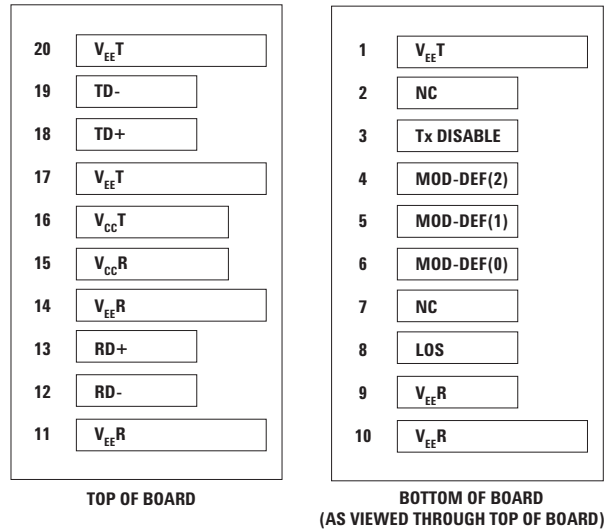 20 VEET
19 TD-
18 TD+
17 VEET
16 VCCT
15 VCCR
14 VEER
13 RD+
12 RD-
11 VEER
TOP OF BOARD
1 VEET
2 NC
3 Tx DISABLE
4 MOD-DEF(2)
5 MOD-DEF(1)
6 MOD-DEF(0)
7 NC
8 LOS
9 VEER
10 VEER
BOTTOM OF BOARD
(AS VIEWED THROUGH TOP OF BOARD)